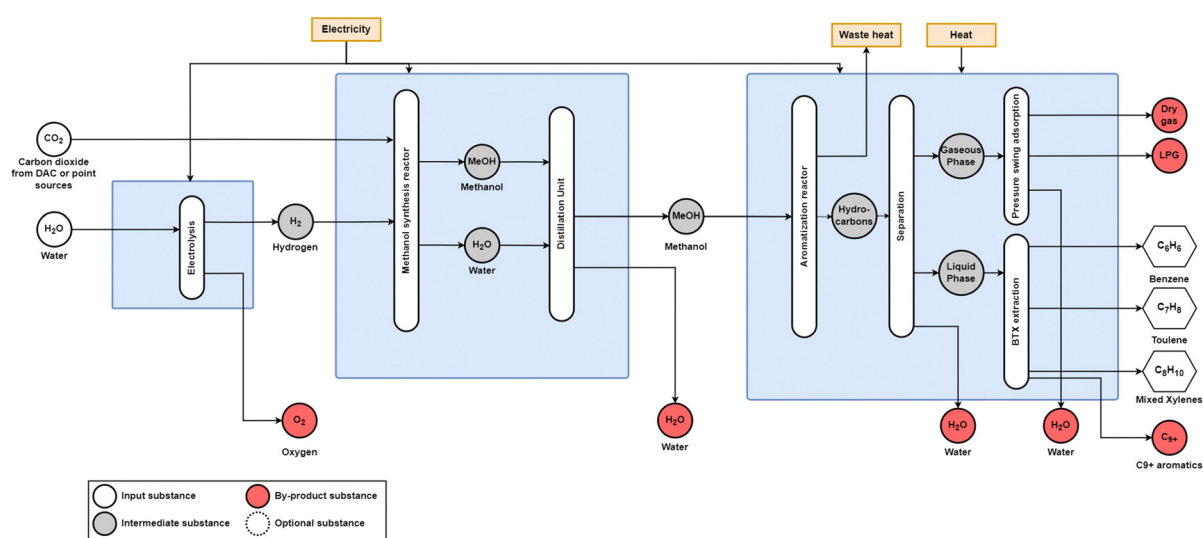 Electricity
Waste heat
Heat
CO2
Carbon dioxide
from DAC or point
sources
H2O
Water
Electrolysis
H2
Hydrogen
O2
Oxygen
Methanol synthesis reactor
MeOH
Methanol
H2O
Water
Distillation Unit
MeOH
Methanol
H2O
Water
Aromatization reactor
Hydro-
carbons
Separation
Gaseous
Phase
Liquid
Phase
Pressure swing adsorption
BTX extraction
Dry
gas
LPG
C6H6
Benzene
C7H8
Toulene
C8H10
Mixed Xylenes
H2O
Water
H2O
Water
C9+
C9+ aromatics
Input substance
By-product substance
Intermediate substance
Optional substance